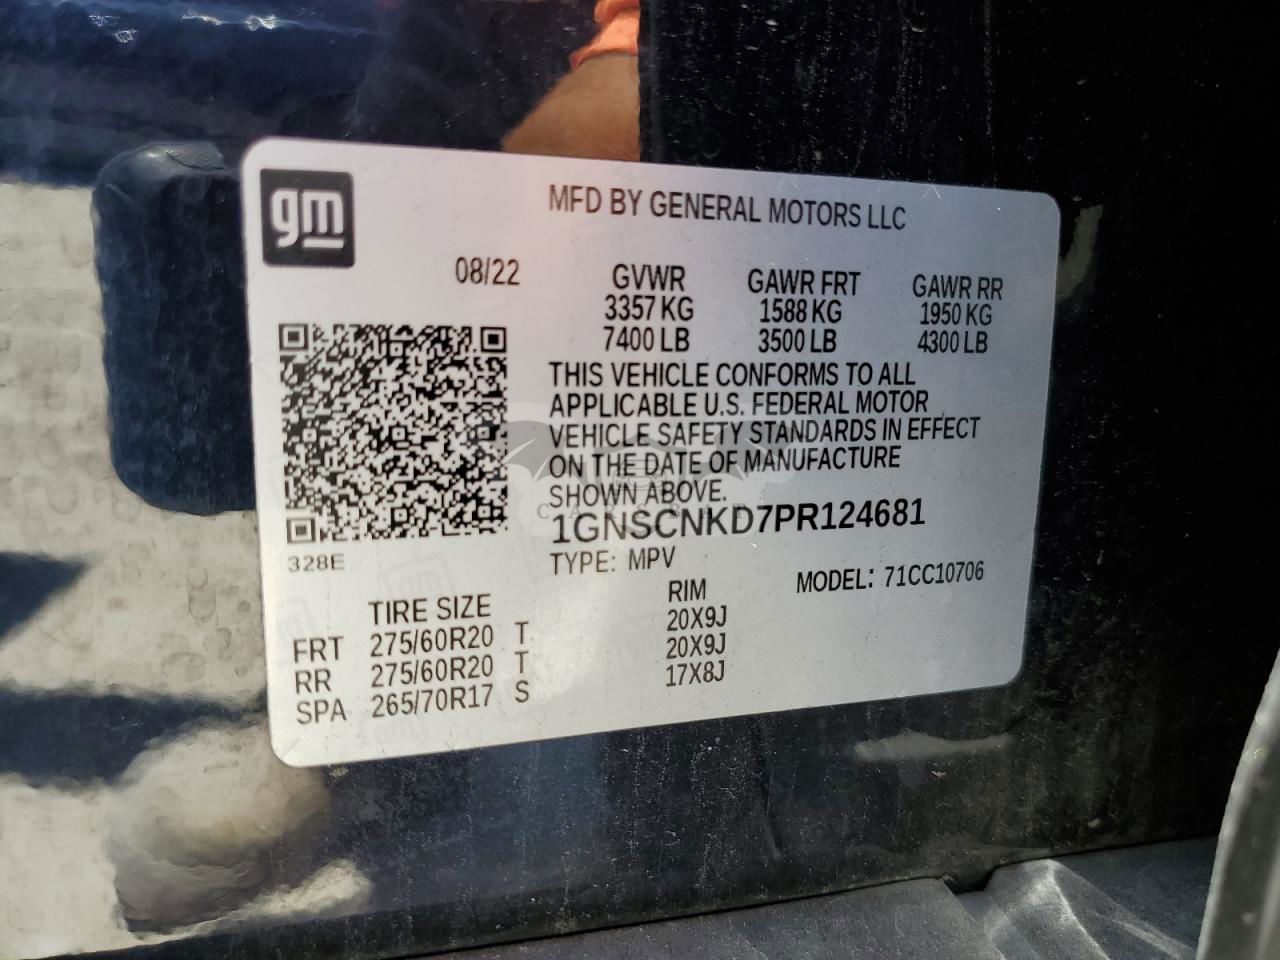 gm
MFD BY GENERAL MOTORS LLC
08/22
GVWR GAWR FRT GAWR RR
3357 KG 1588 KG 1950 KG
7400 LB 3500 LB 4300 LB
THIS VEHICLE CONFORMS TO ALL
APPLICABLE U.S. FEDERAL MOTOR
VEHICLE SAFETY STANDARDS IN EFFECT
ON THE DATE OF MANUFACTURE
SHOWN ABOVE.
1GNSCNKD7PR124681
328E
TYPE: MPV MODEL: 71CC10706
TIRE SIZE RIM
FRT 275/60R20 T 20X9J
RR 275/60R20 T 20X9J
SPA 265/70R17 S 17X8J